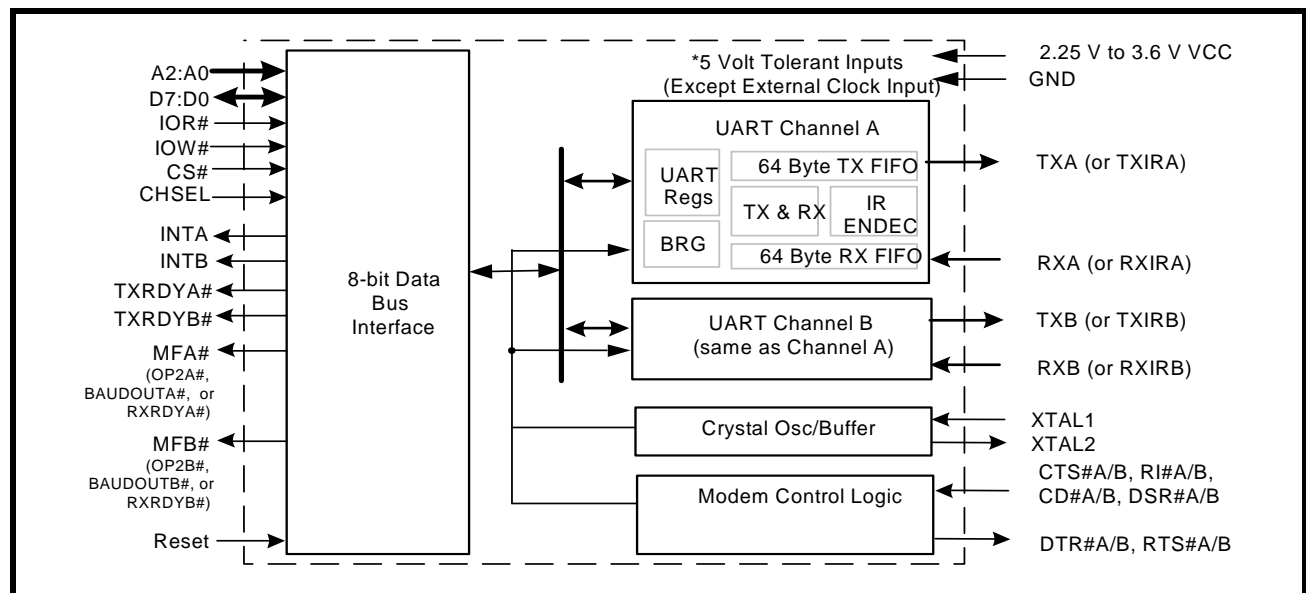 A2:A0
D7:D0
IOR#
IOW#
CS#
CHSEL
INTA
INTB
TXRDYA#
TXRDYB#
MFA#
(OP2A#,
BAUDOUTA#, or
RXRDYA#)
MFB#
(OP2B#,
BAUDOUTB#, or
RXRDYB#)
Reset
8-bit Data
Bus
Interface
*5 Volt Tolerant Inputs
(Except External Clock Input)
UART Channel A
UART
Regs
BRG
64 Byte TX FIFO
TX & RX
IR
ENDEC
64 Byte RX FIFO
UART Channel B
(same as Channel A)
Crystal Osc/Buffer
Modem Control Logic
2.25 V to 3.6 V VCC
GND
TXA (or TXIRA)
RXA (or RXIRA)
TXB (or TXIRB)
RXB (or RXIRB)
XTAL1
XTAL2
CTS#A/B, RI#A/B,
CD#A/B, DSR#A/B
DTR#A/B, RTS#A/B